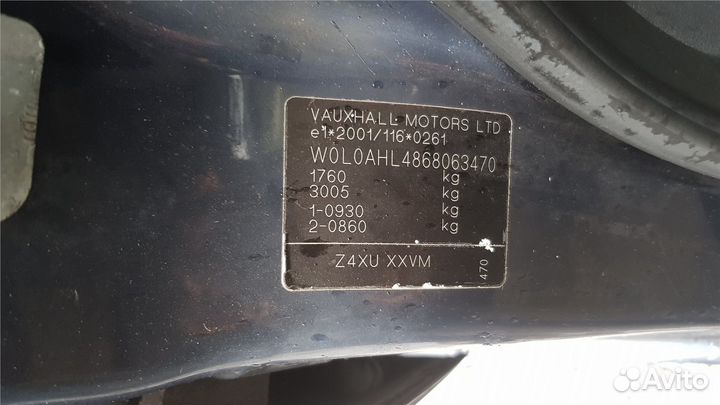 VAUXHALL MOTORS LTD
e1*2001/116*0261
W0L0AHL4868063470
1760 kg
3005 kg
1-0930 kg
2-0860 kg
Z4XU XXVM
470
Avito